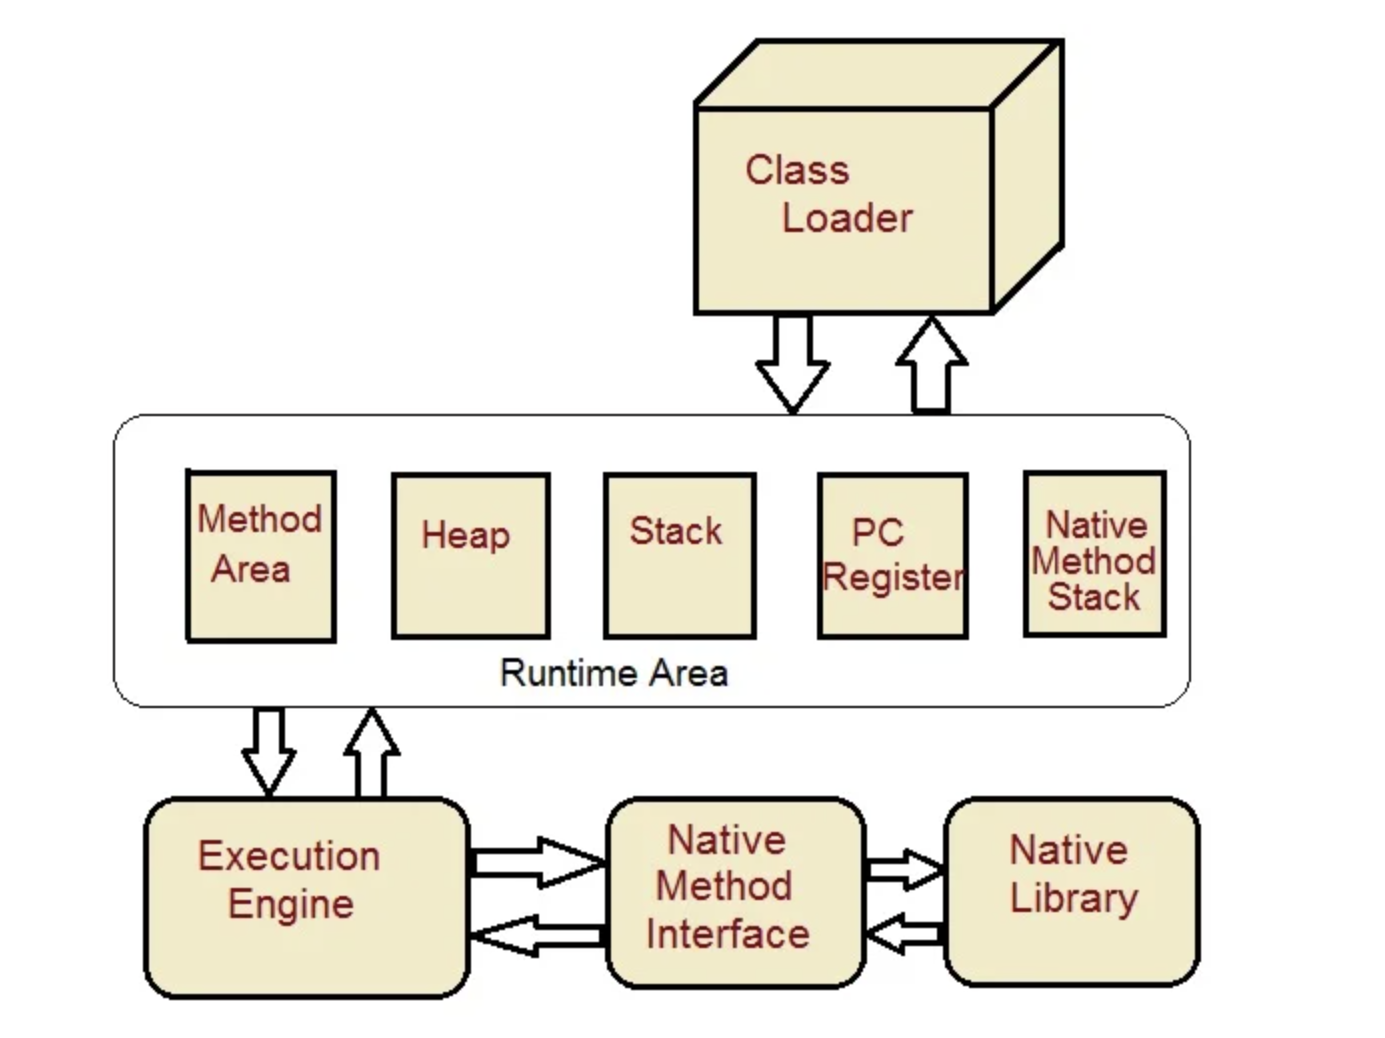 Class
Loader
Method
Area
Heap
Stack
PC
Register
Native
Method
Stack
Runtime Area
Execution
Engine
Native
Method
Interface
Native
Library